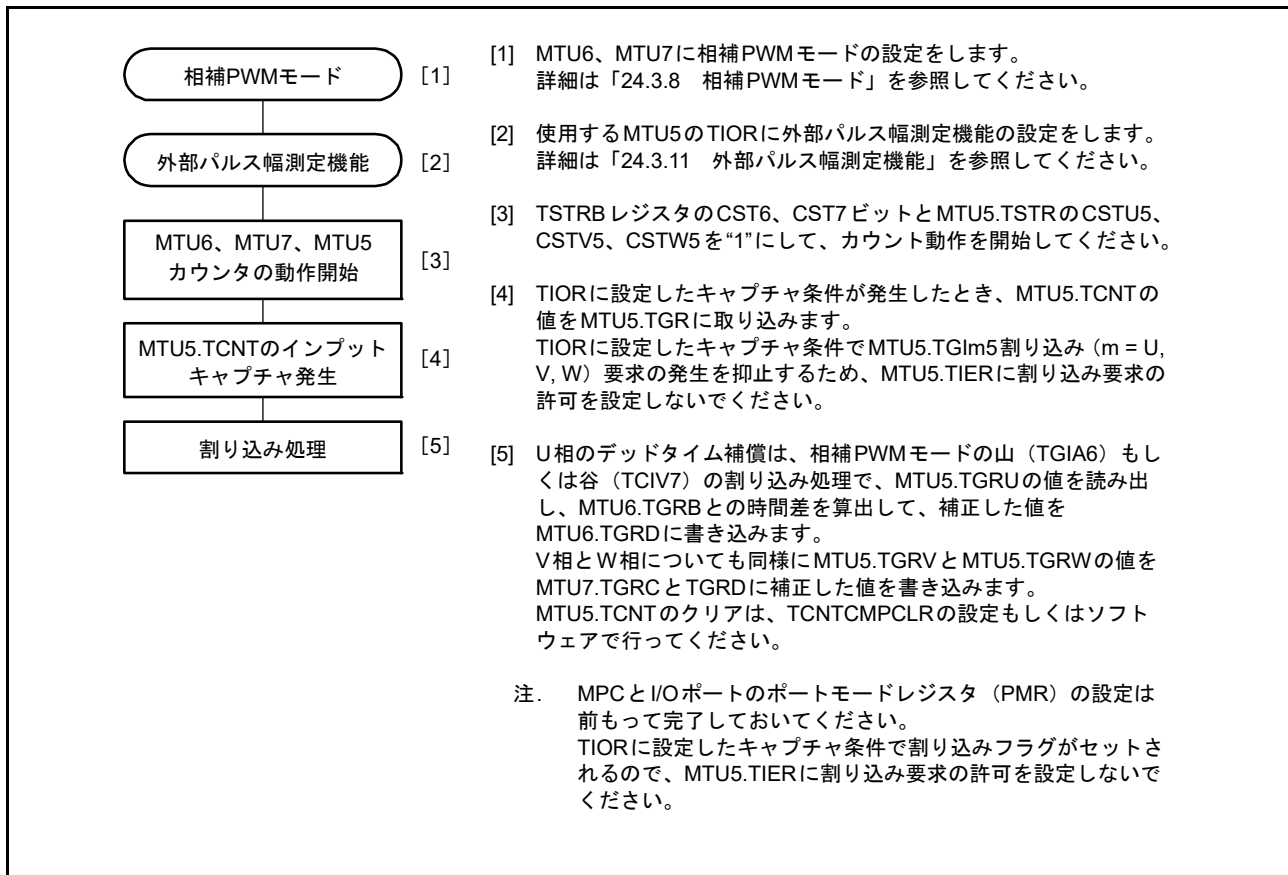 相補PWMモード
[1]
外部パルス幅測定機能
[2]
MTU6、MTU7、MTU5
カウンタの動作開始
[3]
MTU5.TCNTのインプット
キャプチャ発生
[4]
割り込み処理
[5]
[1] MTU6、MTU7に相補PWMモードの設定をします。
詳細は「24.3.8 相補PWMモード」を参照してください。
[2] 使用するMTU5のTIORに外部パルス幅測定機能の設定をします。
詳細は「24.3.11 外部パルス幅測定機能」を参照してください。
[3] TSTRBレジスタのCST6、CST7ビットとMTU5.TSTRのCSTU5、
CSTV5、CSTW5を“1”にして、カウント動作を開始してください。
[4] TIORに設定したキャプチャ条件が発生したとき、MTU5.TCNTの
値をMTU5.TGRに取り込みます。
TIORに設定したキャプチャ条件でMTU5.TGIm5割り込み（m = U,
V, W）要求の発生を抑止するため、MTU5.TIERに割り込み要求の
許可を設定しないでください。
[5] U相のデッドタイム補償は、相補PWMモードの山（TGIA6）もし
くは谷（TCIV7）の割り込み処理で、MTU5.TGRUの値を読み出
し、MTU6.TGRBとの時間差を算出して、補正した値を
MTU6.TGRDに書き込みます。
V相とW相についても同様にMTU5.TGRVとMTU5.TGRWの値を
MTU7.TGRCとTGRDに補正した値を書き込みます。
MTU5.TCNTのクリアは、TCNTCMPCLRの設定もしくはソフト
ウェアで行ってください。
注. MPCとI/Oポートのポートモードレジスタ（PMR）の設定は
前もって完了しておいてください。
TIORに設定したキャプチャ条件で割り込みフラグがセットさ
れるので、MTU5.TIERに割り込み要求の許可を設定しないで
ください。